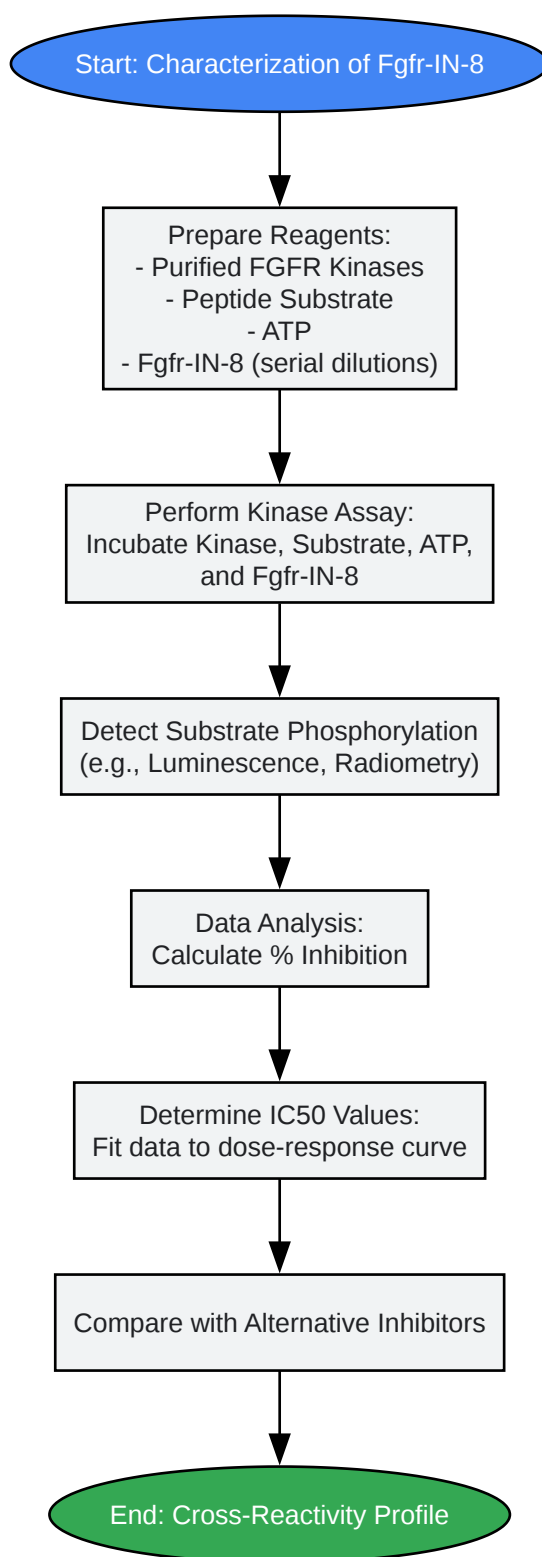 Start: Characterization of Fgfr-IN-8
Prepare Reagents:
- Purified FGFR Kinases
- Peptide Substrate
- ATP
- Fgfr-IN-8 (serial dilutions)
Perform Kinase Assay:
Incubate Kinase, Substrate, ATP,
and Fgfr-IN-8
Detect Substrate Phosphorylation
(e.g., Luminescence, Radiometry)
Data Analysis:
Calculate % Inhibition
Determine IC50 Values:
Fit data to dose-response curve
Compare with Alternative Inhibitors
End: Cross-Reactivity Profile